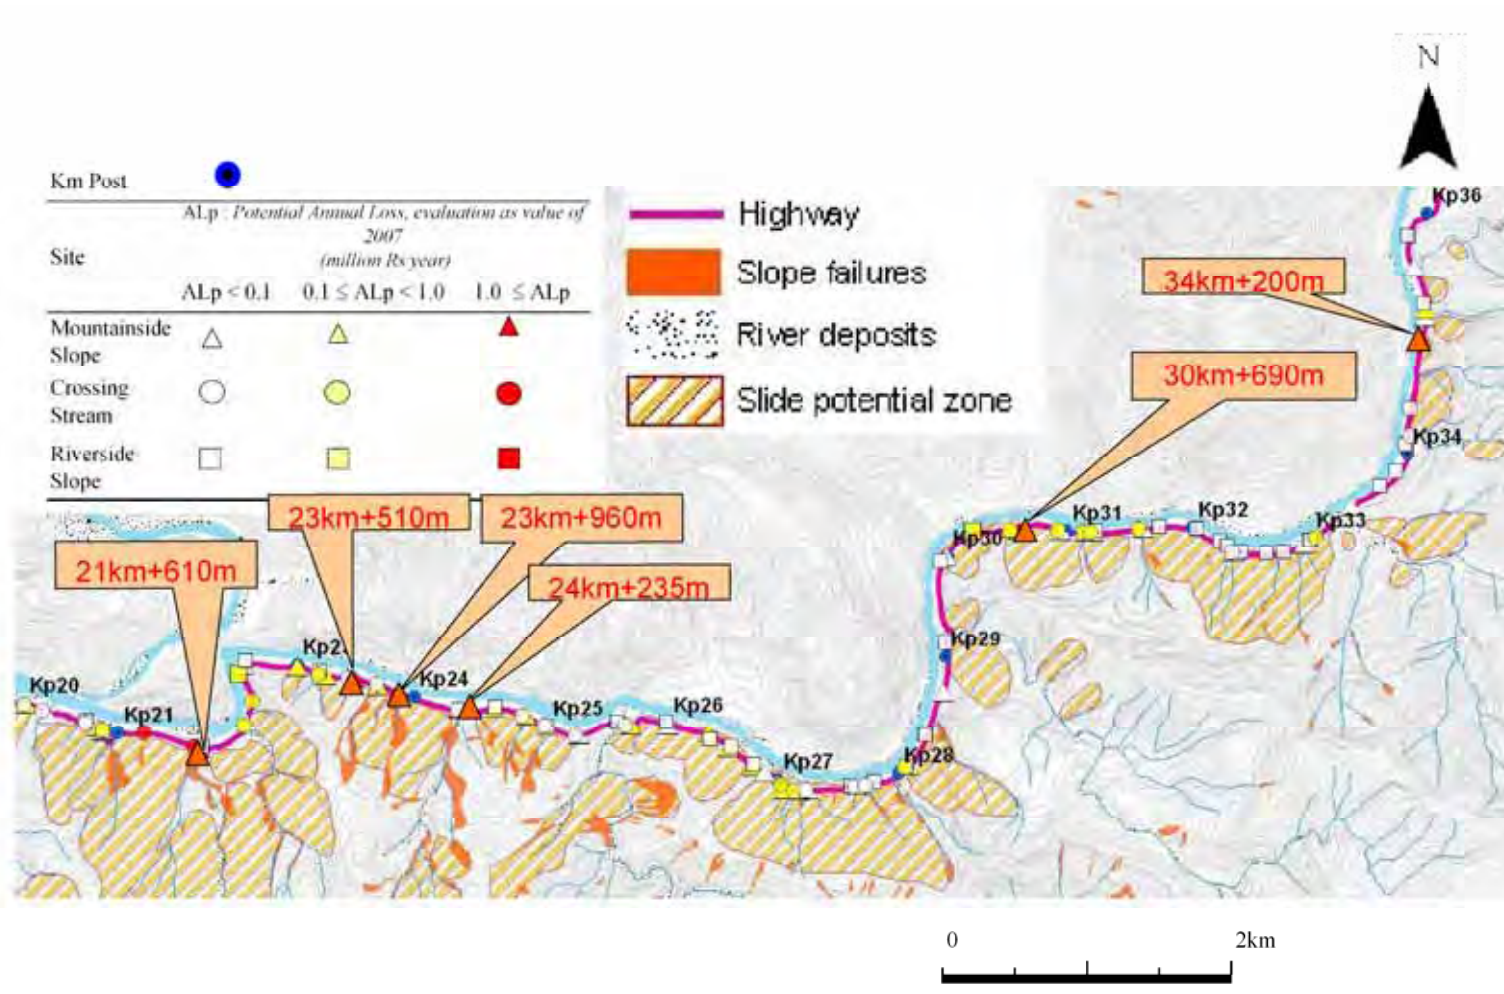 N
Km Post
ALp : Potential Annual Loss, evaluation as value of
2007
(million Rs year)
Site
ALp < 0.1 0.1 ≤ ALp < 1.0 1.0 ≤ ALp
Mountainside
Slope
Crossing
Stream
Riverside
Slope
Highway
Slope failures
River deposits
Slide potential zone
Kp36
34km+200m
30km+690m
Kp34
23km+510m
23km+960m
Kp31
Kp32
Kp33
Kp30
21km+610m
24km+235m
Kp29
Kp20
Kp24
Kp21
Kp25
Kp26
Kp27
Kp28
0 2km